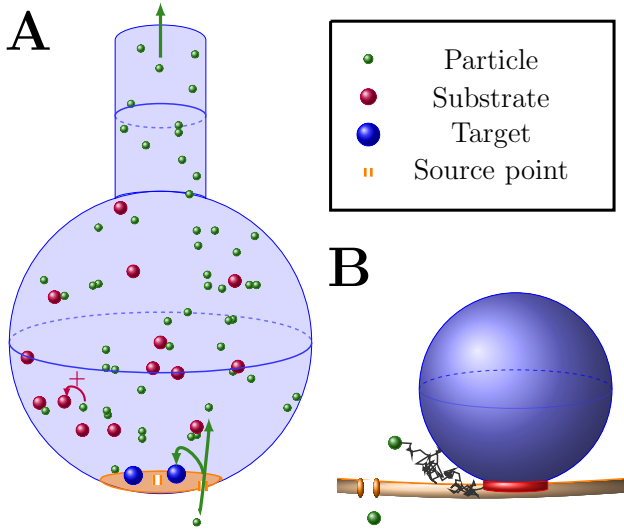 A
Particle
Substrate
Target
Source point
B